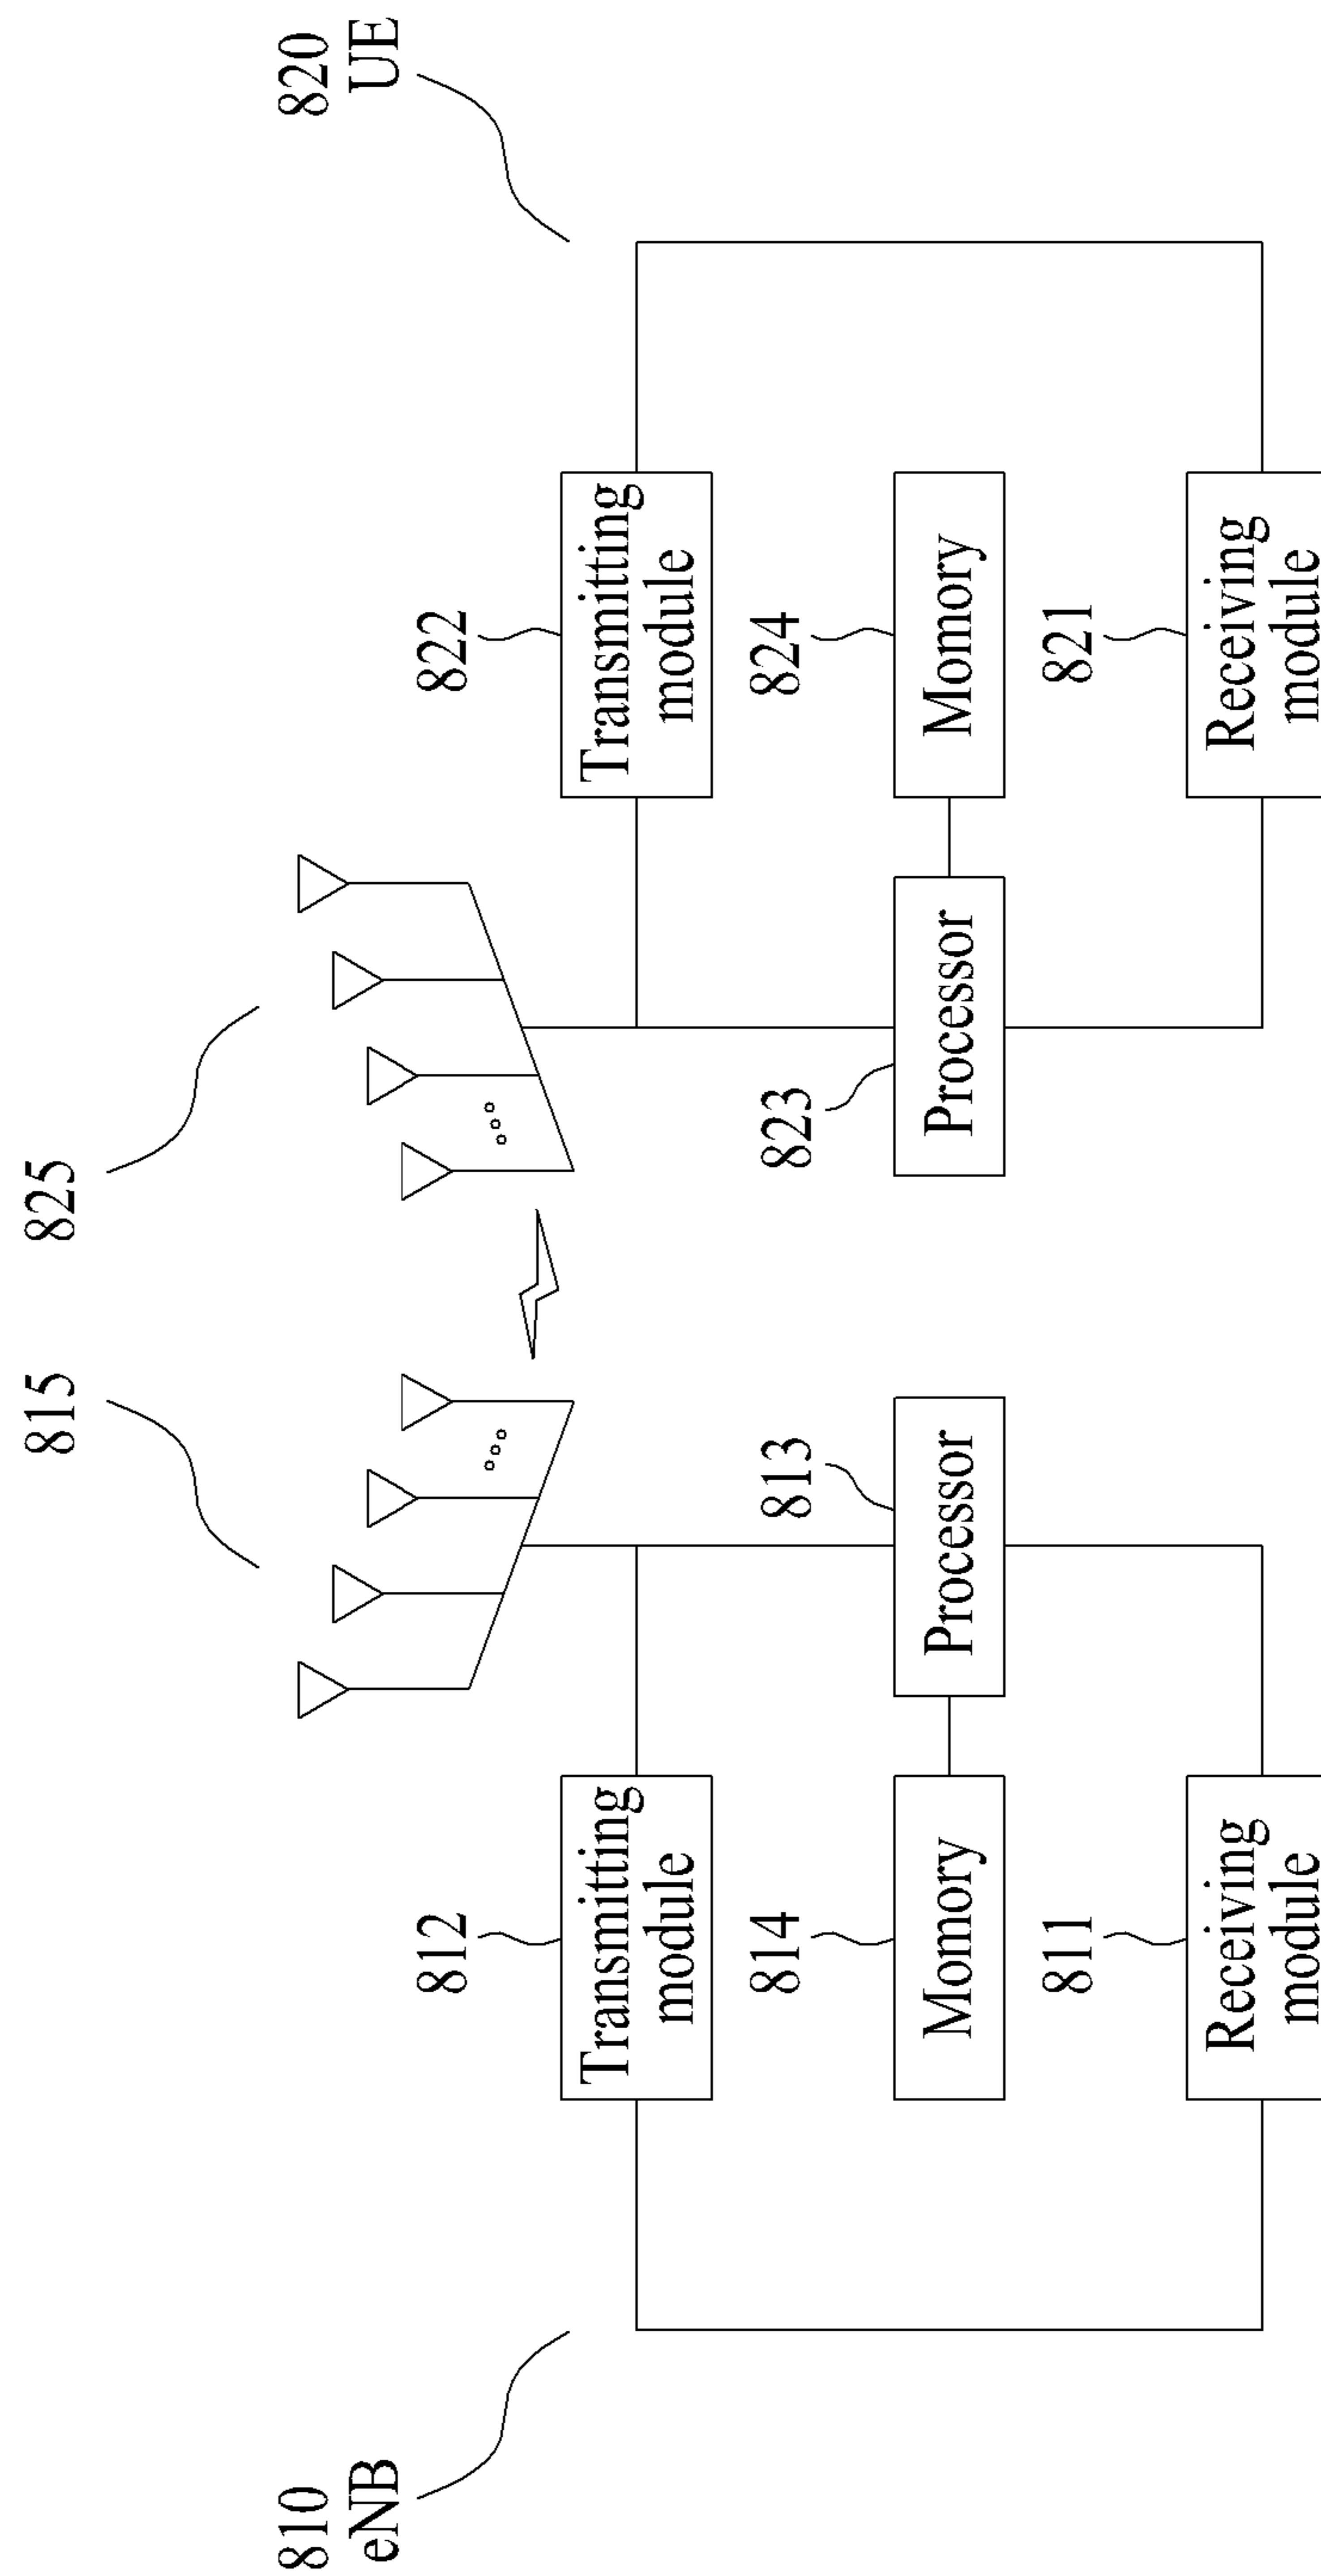 815
825
810
eNB
820
UE
812
Transmitting
module
822
Transmitting
module
814
Momory
813
Processor
823
Processor
824
Momory
811
Receiving
module
821
Receiving
module